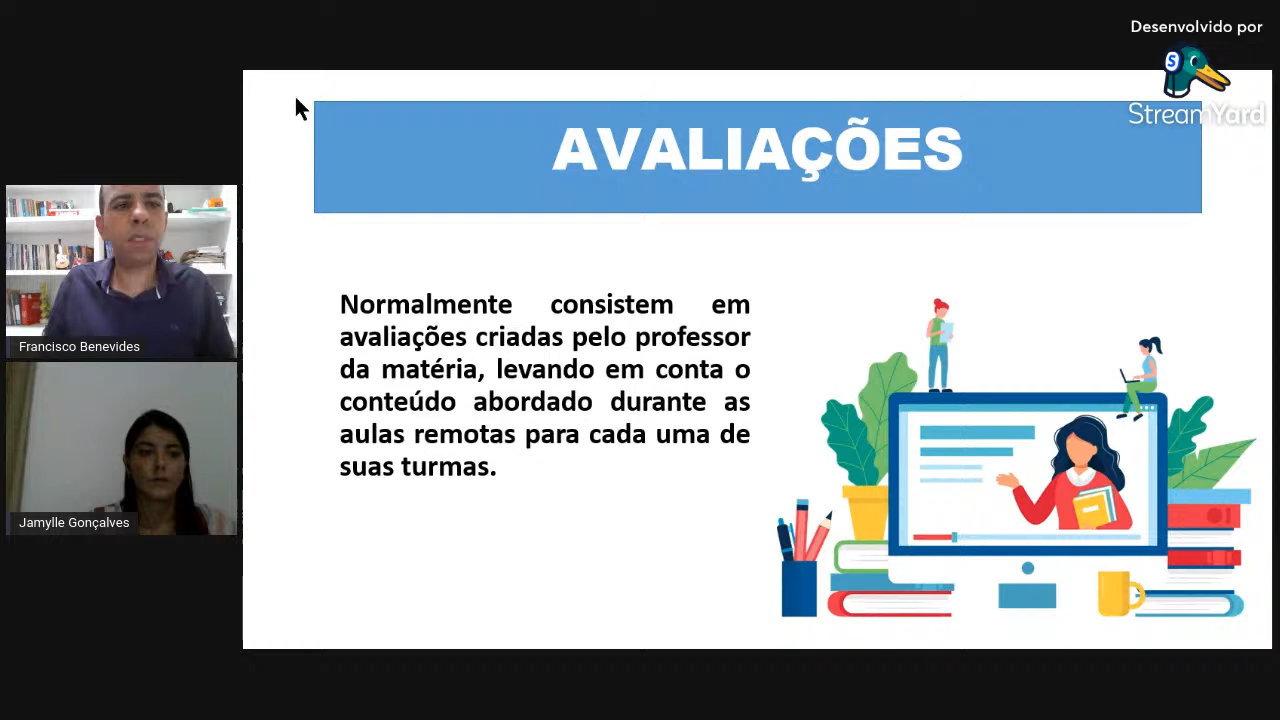 Desenvolvido por
StreamYard
AVALIAÇÕES
Normalmente consistem em
avaliações criadas pelo professor
da matéria, levando em conta o
conteúdo abordado durante as
aulas remotas para cada uma de
suas turmas.
Francisco Benevides
Jamylle Gonçalves